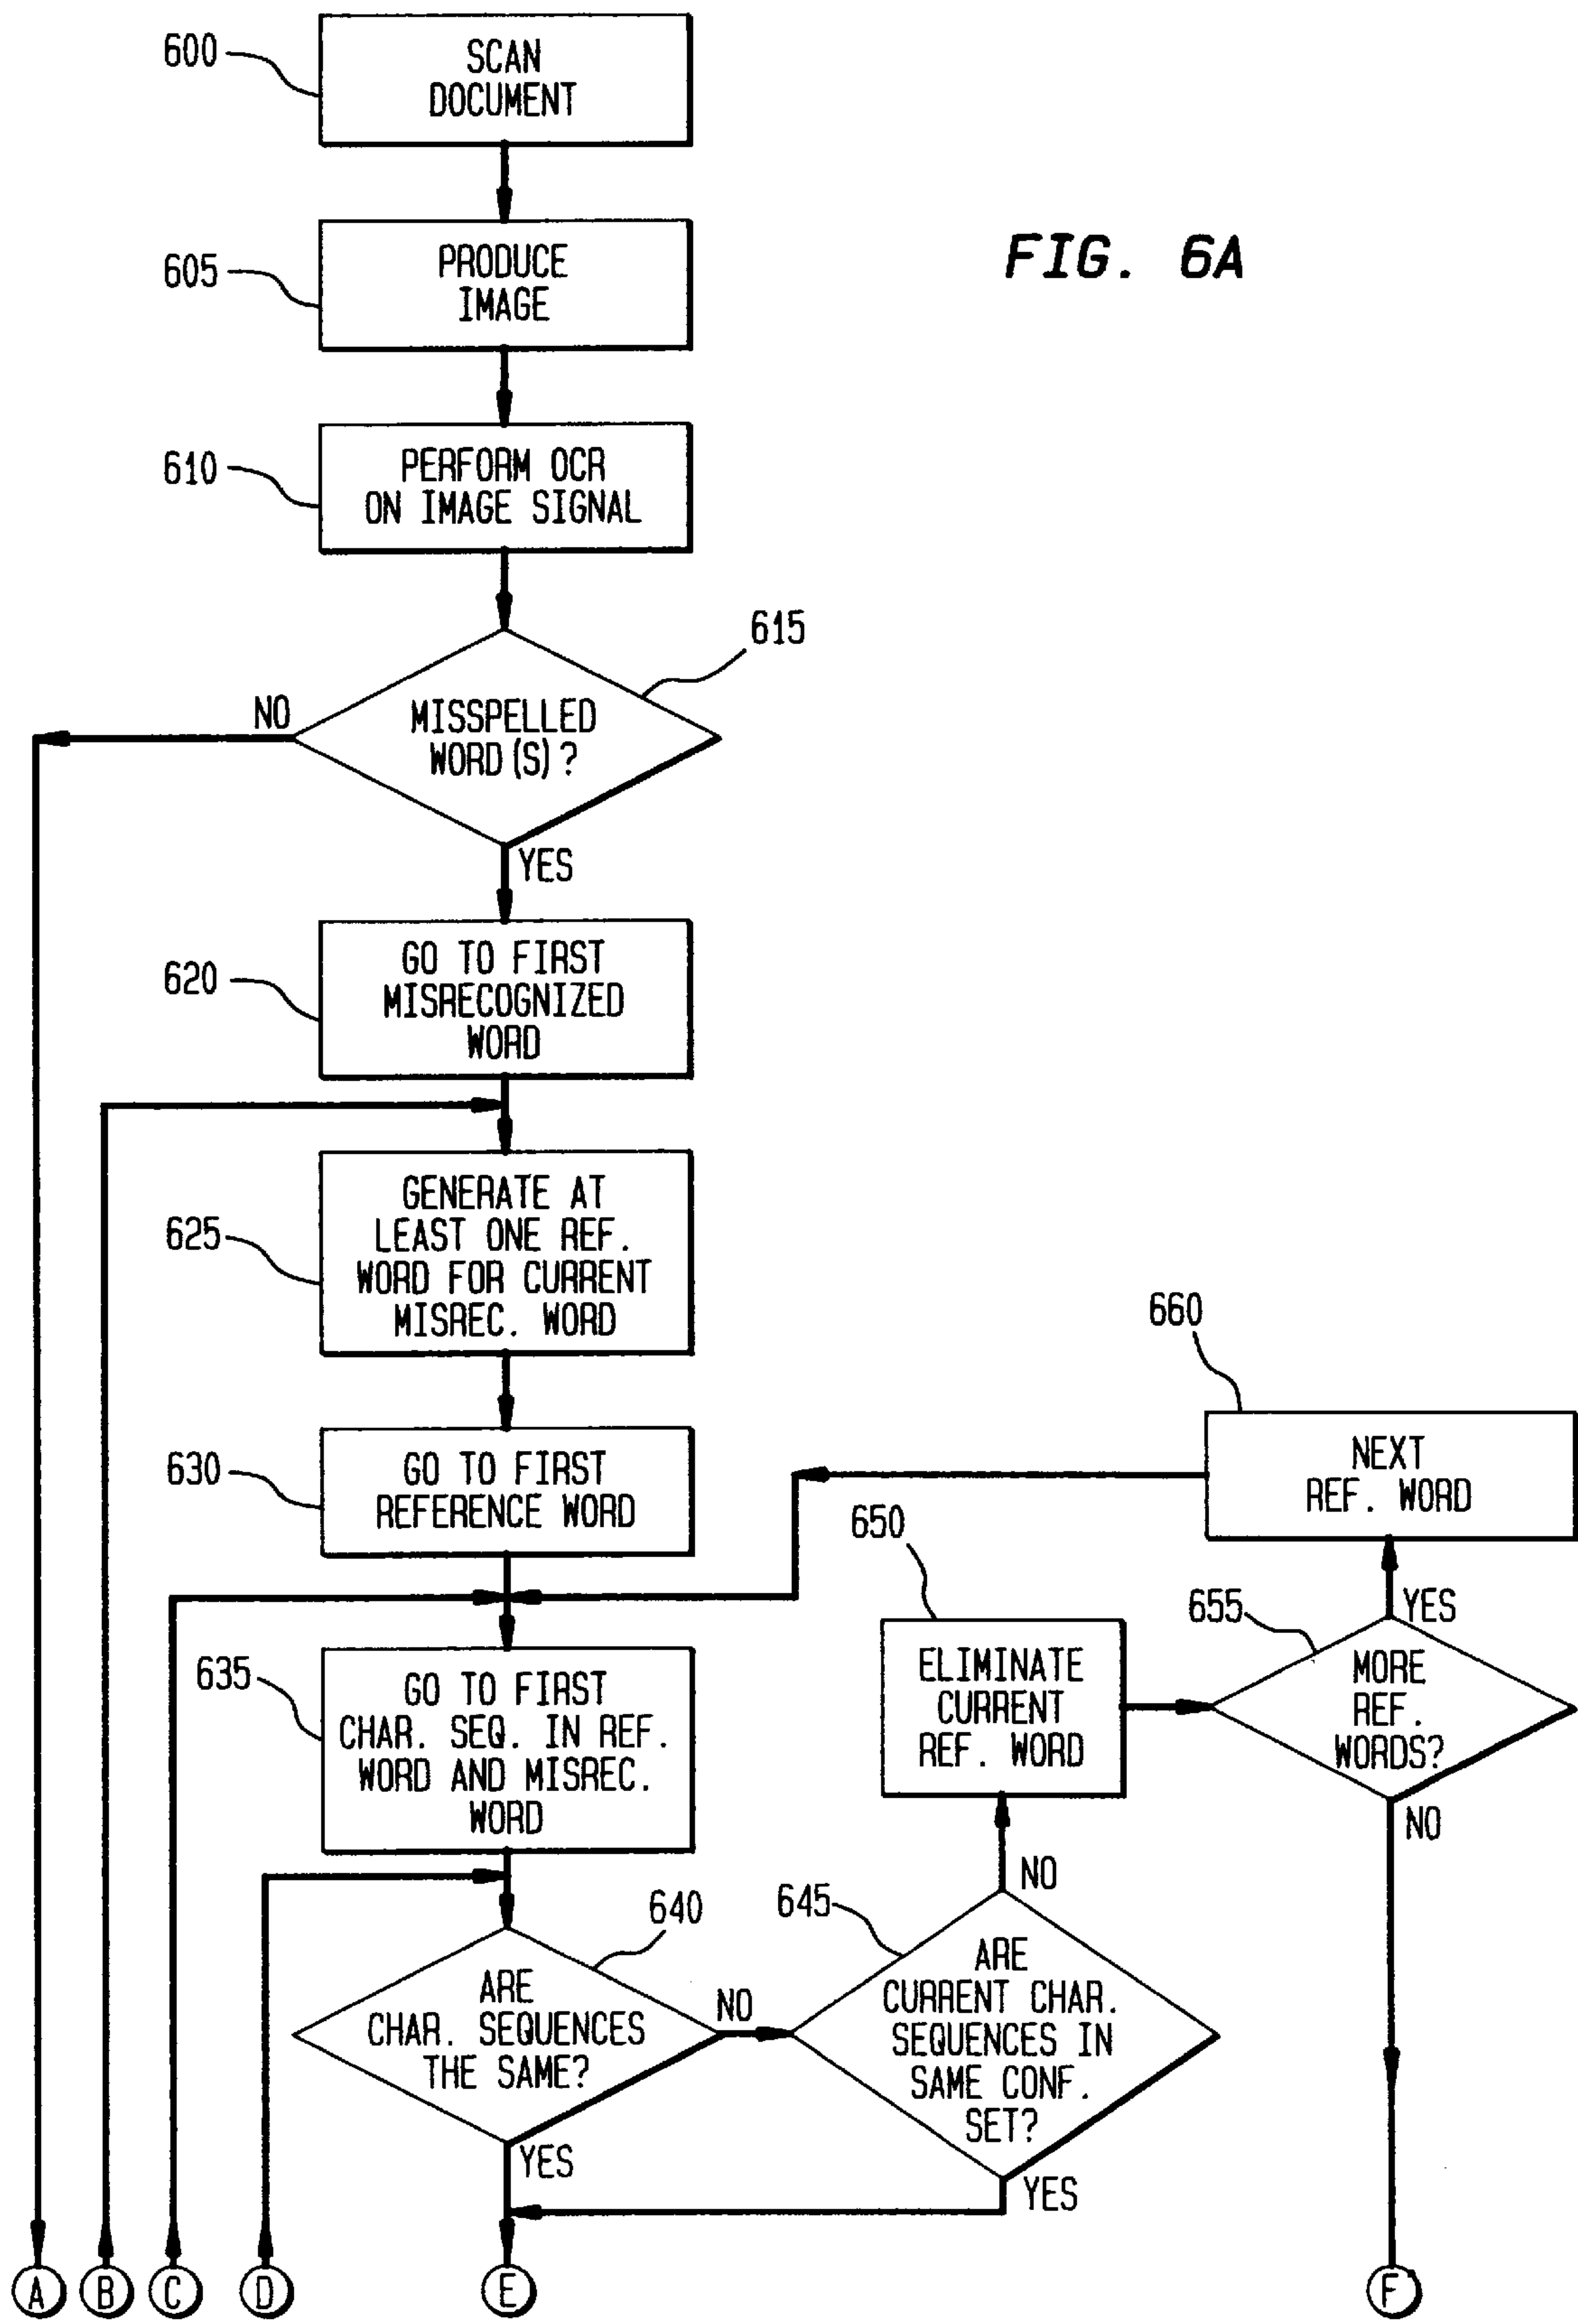 600
SCAN
DOCUMENT
605
PRODUCE
IMAGE
FIG. 6A
610
PERFORM OCR
ON IMAGE SIGNAL
615
NO
MISSPELLED
WORD(S)?
YES
620
GO TO FIRST
MISRECOGNIZED
WORD
625
GENERATE AT
LEAST ONE REF.
WORD FOR CURRENT
MISREC. WORD
660
630
GO TO FIRST
REFERENCE WORD
NEXT
REF. WORD
650
655
YES
635
GO TO FIRST
CHAR. SEQ. IN REF.
WORD AND MISREC.
WORD
ELIMINATE
CURRENT
REF. WORD
MORE
REF.
WORDS?
NO
NO
640
645
ARE
CHAR. SEQUENCES
THE SAME?
NO
ARE
CURRENT CHAR.
SEQUENCES IN
SAME CONF.
SET?
YES
YES
A
B
C
D
E
F